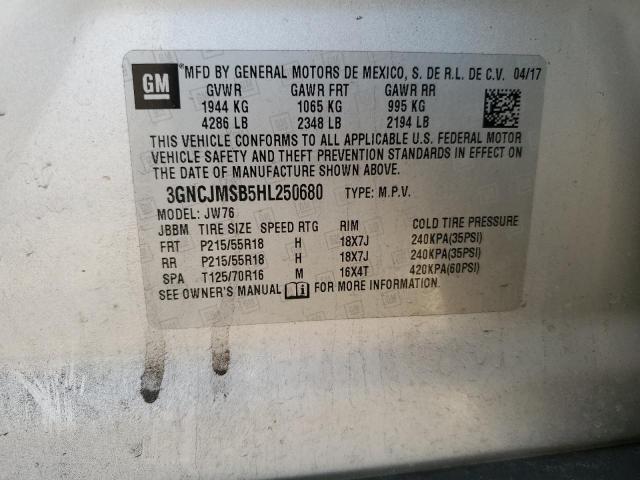 GM ®MFD BY GENERAL MOTORS DE MEXICO, S. DE R.L. DE C.V. 04/17
GVWR GAWR FRT GAWR RR
1944 KG 1065 KG 995 KG
4286 LB 2348 LB 2194 LB
THIS VEHICLE CONFORMS TO ALL APPLICABLE U.S. FEDERAL MOTOR
VEHICLE SAFETY AND THEFT PREVENTION STANDARDS IN EFFECT ON
THE DATE OF MANUFACTURE SHOWN ABOVE.
3GNCJMSB5HL250680 TYPE: M.P.V.
MODEL: JW76
JBBM TIRE SIZE SPEED RTG RIM COLD TIRE PRESSURE
FRT P215/55R18 H 18X7J 240KPA(35PSI)
RR P215/55R18 H 18X7J 240KPA(35PSI)
SPA T125/70R16 M 16X4T 420KPA(60PSI)
SEE OWNER'S MANUAL FOR MORE INFORMATION.